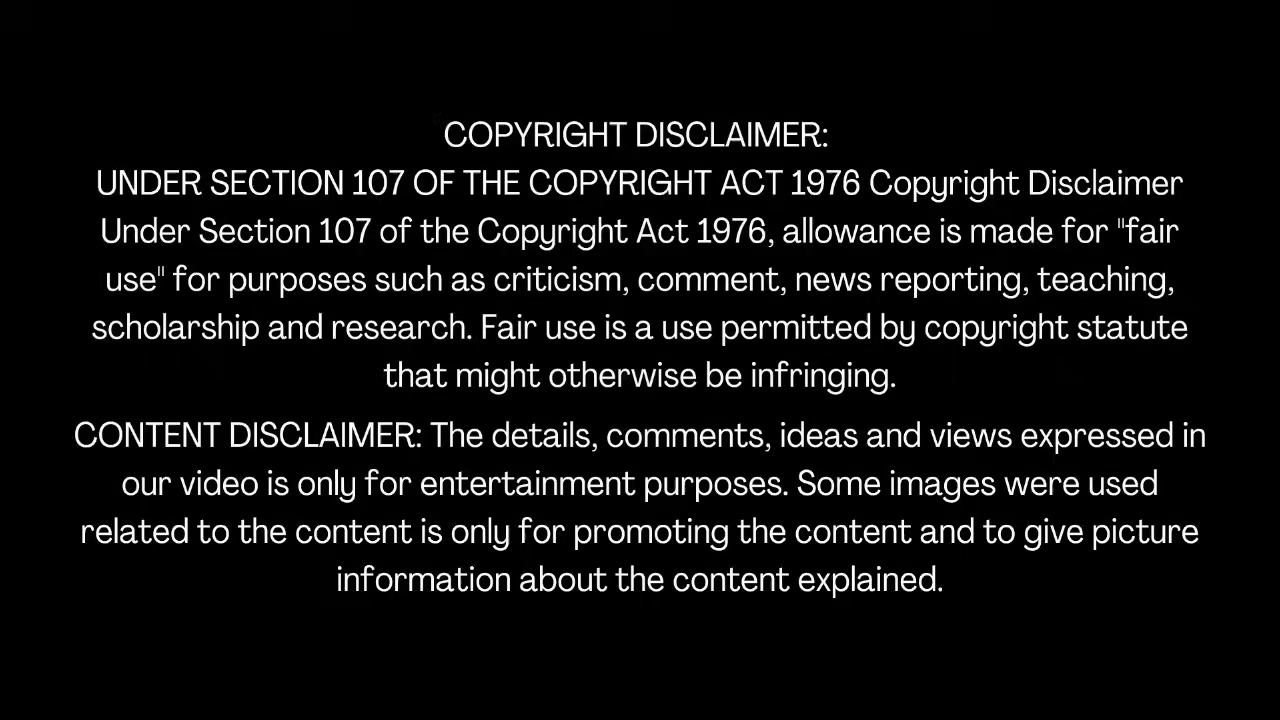 COPYRIGHT DISCLAIMER:
UNDER SECTION 107 OF THE COPYRIGHT ACT 1976 Copyright Disclaimer
Under Section 107 of the Copyright Act 1976, allowance is made for "fair
use" for purposes such as criticism, comment, news reporting, teaching,
scholarship and research. Fair use is a use permitted by copyright statute
that might otherwise be infringing.
CONTENT DISCLAIMER: The details, comments, ideas and views expressed in
our video is only for entertainment purposes. Some images were used
related to the content is only for promoting the content and to give picture
information about the content explained.